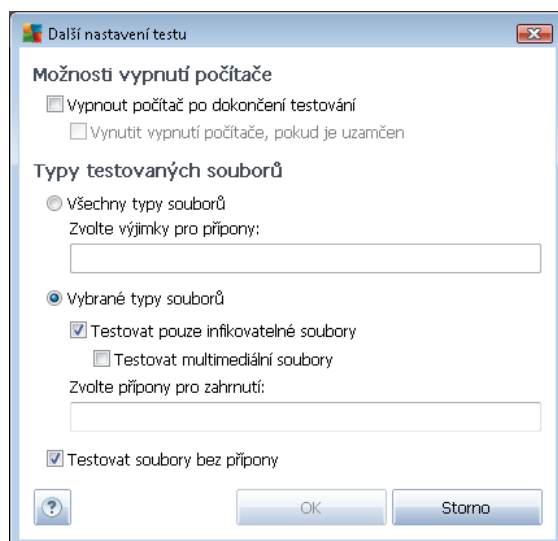 Další nastavení testu
Možnosti vypnutí počítače
Vypnout počítač po dokončení testování
Vynutit vypnutí počítače, pokud je uzamčen
Typy testovaných souborů
Všechny typy souborů
Zvolte výjimky pro přípony:
Vybrané typy souborů
Testovat pouze infikovatelné soubory
Testovat multimediální soubory
Zvolte přípony pro zahrnutí:
Testovat soubory bez přípony
?
OK
Storno